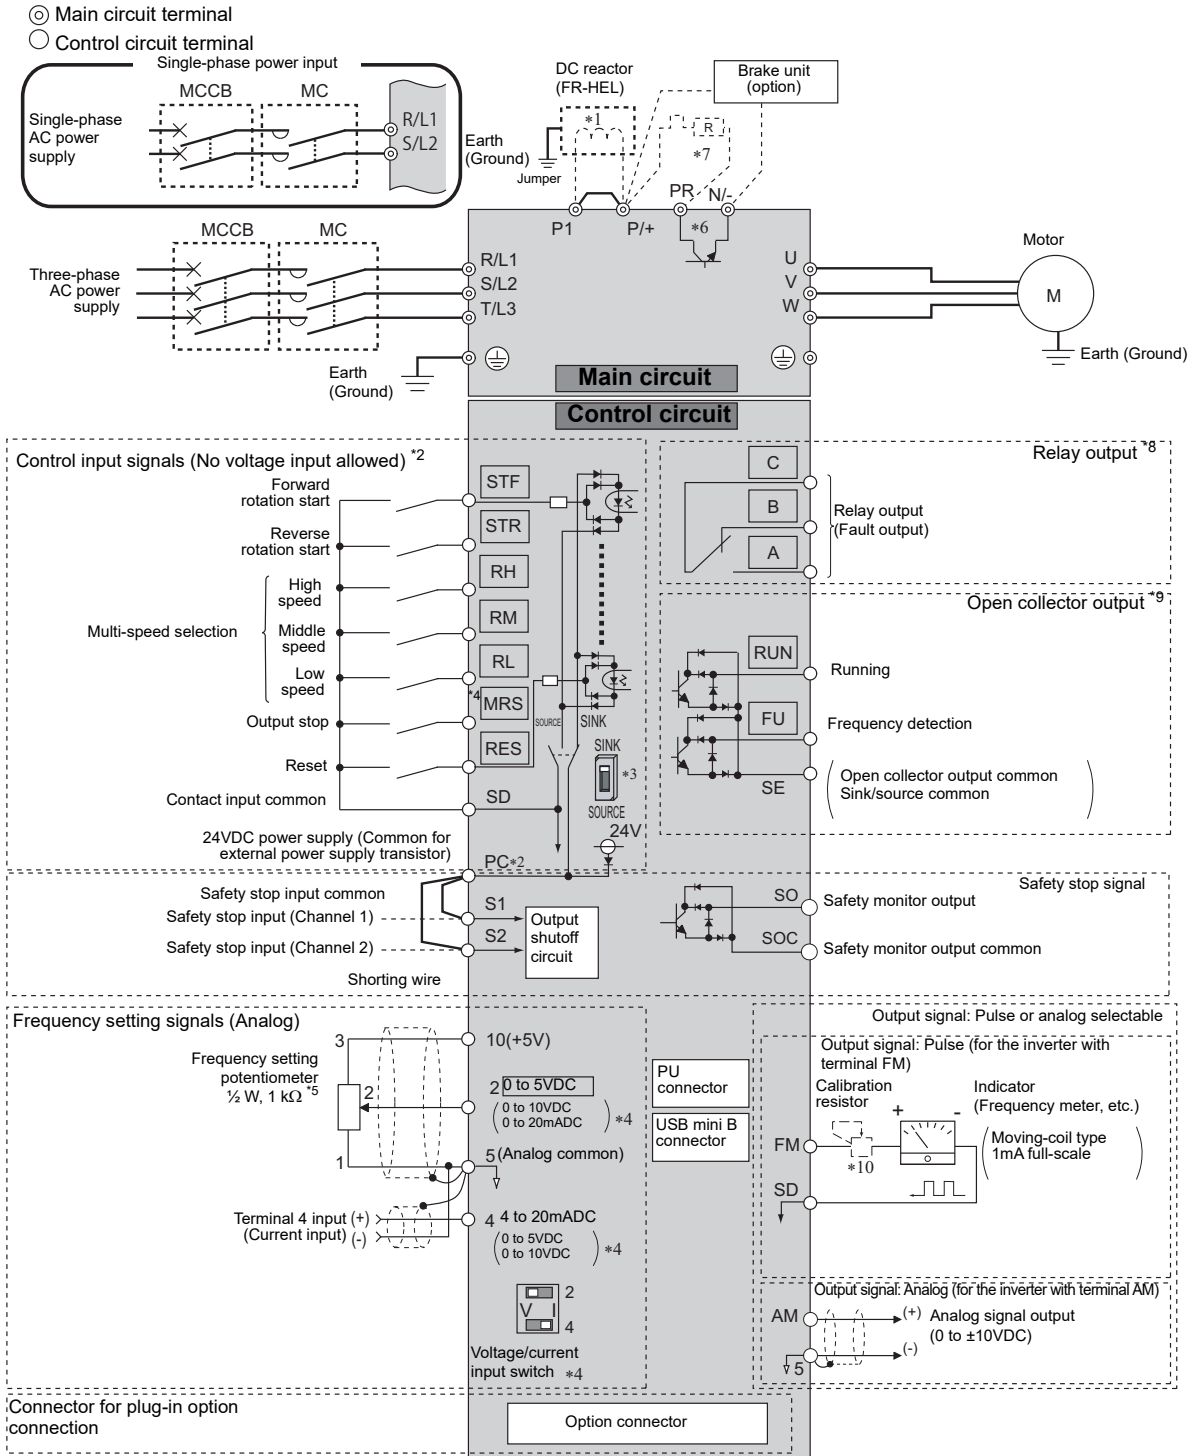 Main circuit terminal
Control circuit terminal
Single-phase power input
MCCB
MC
Single-phase
AC power
supply
R/L1
S/L2
Earth
(Ground)
DC reactor
(FR-HEL)
*1
Jumper
Brake unit
(option)
R
*7
PR
N/-
P1
P/+
*6
MCCB
MC
Three-phase
AC power
supply
R/L1
S/L2
T/L3
U
V
W
Motor
M
Earth
(Ground)
Earth (Ground)
Main circuit
Control circuit
Control input signals (No voltage input allowed) *2
Forward
rotation start
STF
Reverse
rotation start
STR
Multi-speed selection
High
speed
RH
Middle
speed
RM
Low
speed
RL
Output stop
*4
MRS
Reset
RES
Contact input common
SD
SOURCE
SINK
SINK
*3
SOURCE
24V
24VDC power supply (Common for
external power supply transistor)
PC*2
Relay output *8
C
B
A
Relay output
(Fault output)
Open collector output *9
RUN
Running
FU
Frequency detection
SE
Open collector output common
Sink/source common
Safety stop input common
Safety stop input (Channel 1)
S1
Safety stop input (Channel 2)
S2
Shorting wire
Output
shutoff
circuit
Safety stop signal
SO
Safety monitor output
SOC
Safety monitor output common
Frequency setting signals (Analog)
Frequency setting
potentiometer
½ W, 1 kΩ *5
3
2
1
10(+5V)
2
0 to 5VDC
( 0 to 10VDC
0 to 20mADC ) *4
5 (Analog common)
Terminal 4 input (+)
(Current input) (-)
4
4 to 20mADC
( 0 to 5VDC
0 to 10VDC ) *4
2
V I
4
Voltage/current
input switch *4
PU
connector
USB mini B
connector
Output signal: Pulse or analog selectable
Output signal: Pulse (for the inverter with
terminal FM)
Calibration
resistor
+
-
Indicator
(Frequency meter, etc.)
FM
*10
( Moving-coil type
1mA full-scale )
SD
Output signal: Analog (for the inverter with terminal AM)
AM
(+)
Analog signal output
(0 to ±10VDC)
(-)
5
Connector for plug-in option
connection
Option connector